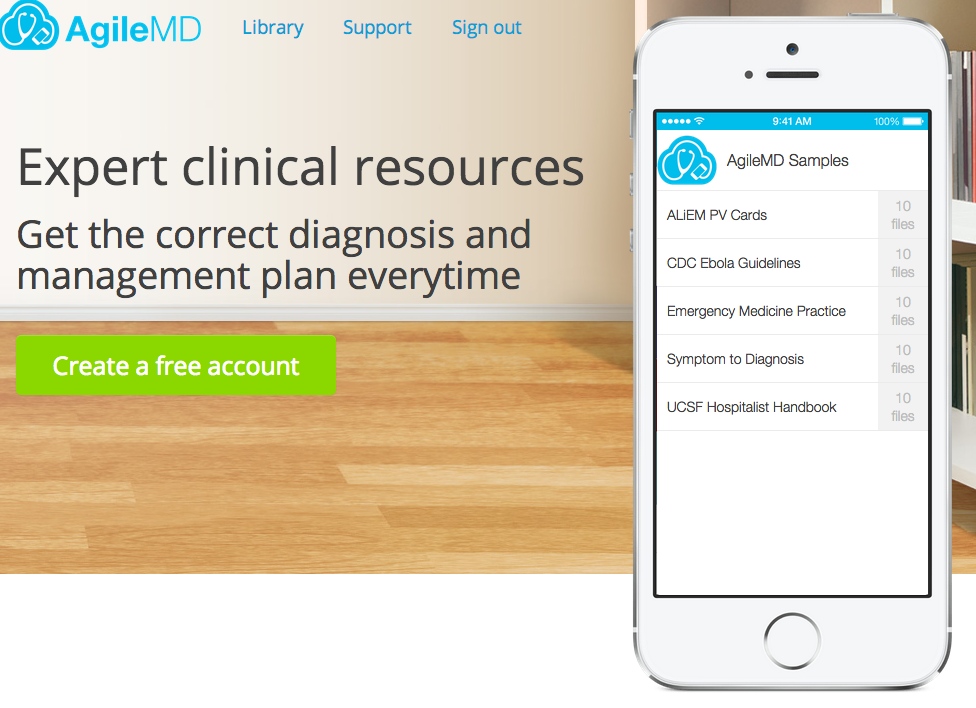 AgileMD
Library
Support
Sign out
Expert clinical resources
Get the correct diagnosis and
management plan everytime
Create a free account
9:41 AM
100%
AgileMD Samples
ALiEM PV Cards
10
files
CDC Ebola Guidelines
10
files
Emergency Medicine Practice
10
files
Symptom to Diagnosis
10
files
UCSF Hospitalist Handbook
10
files